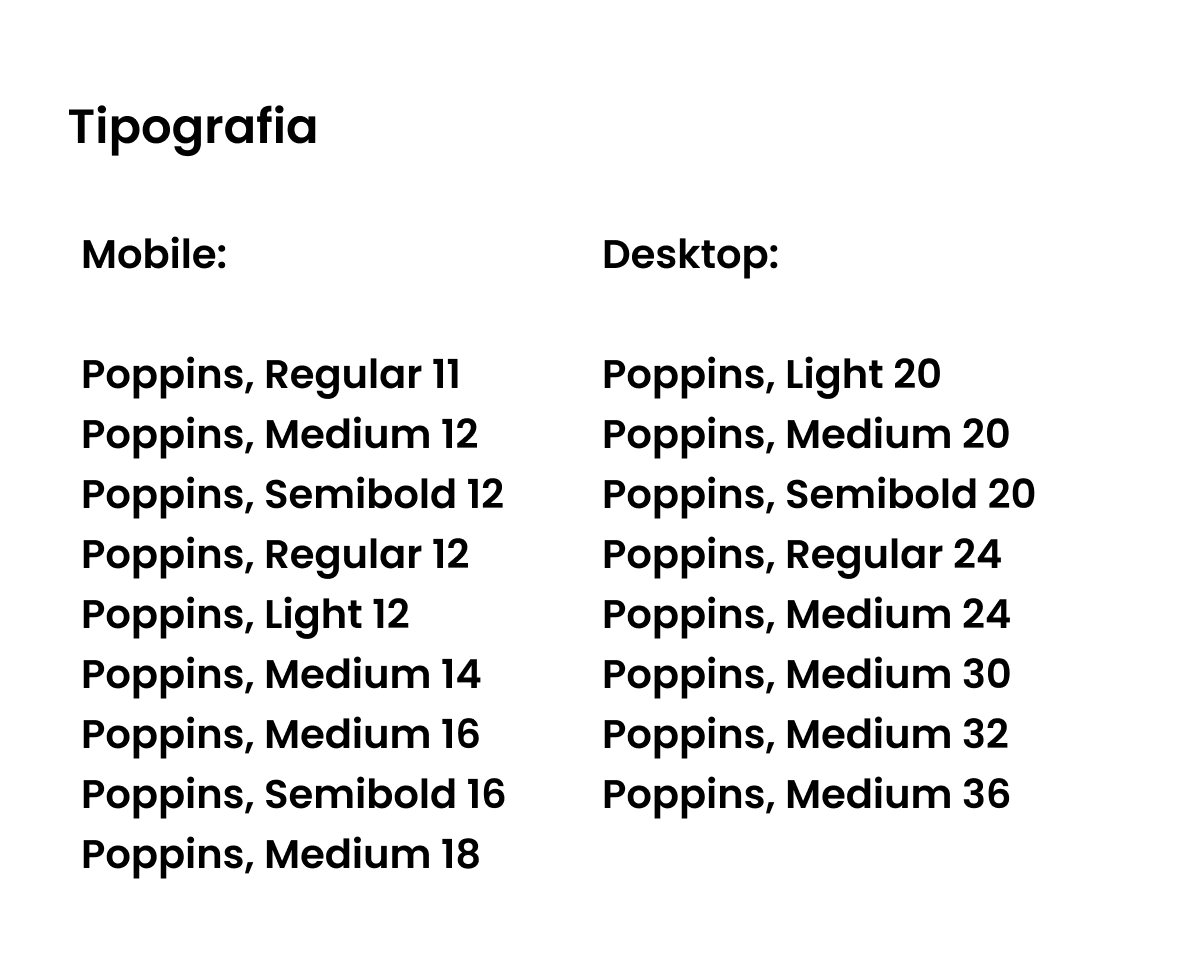 Tipografia
Mobile:
Poppins, Regular 11
Poppins, Medium 12
Poppins, Semibold 12
Poppins, Regular 12
Poppins, Light 12
Poppins, Medium 14
Poppins, Medium 16
Poppins, Semibold 16
Poppins, Medium 18
Desktop:
Poppins, Light 20
Poppins, Medium 20
Poppins, Semibold 20
Poppins, Regular 24
Poppins, Medium 24
Poppins, Medium 30
Poppins, Medium 32
Poppins, Medium 36